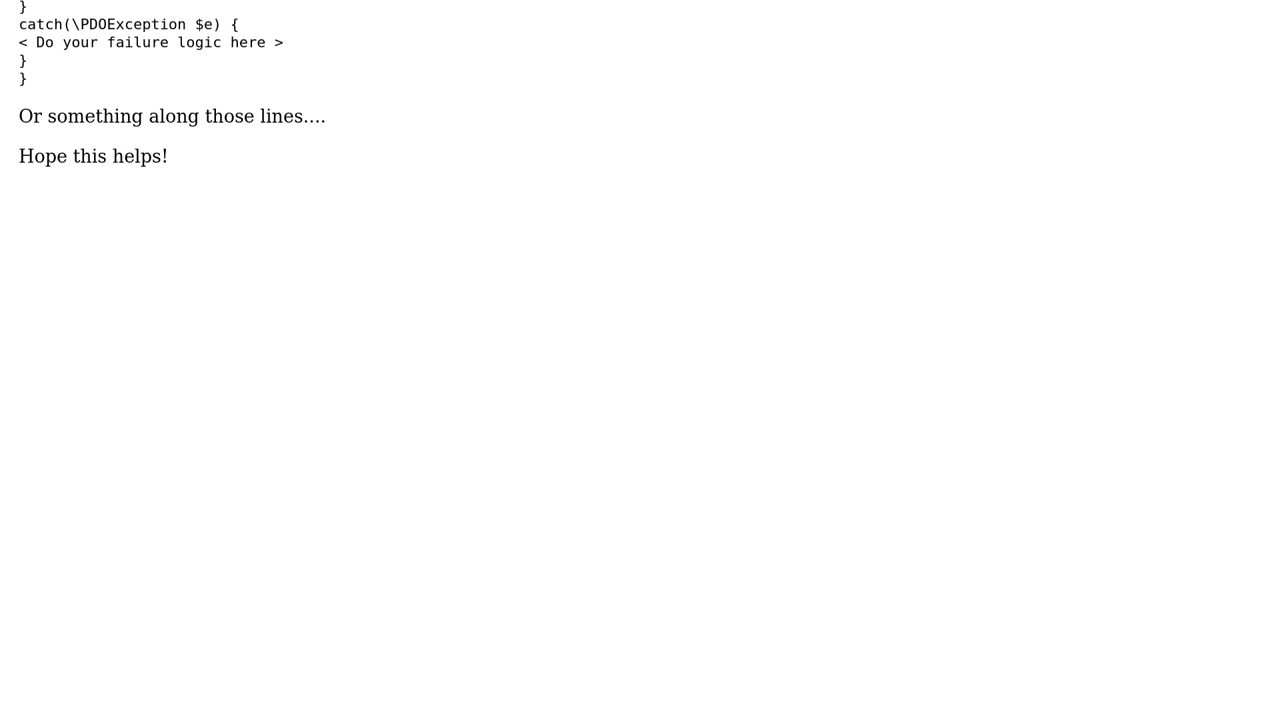 }
catch(\PDOException $e) {
< Do your failure logic here >
}
}
Or something along those lines....
Hope this helps!